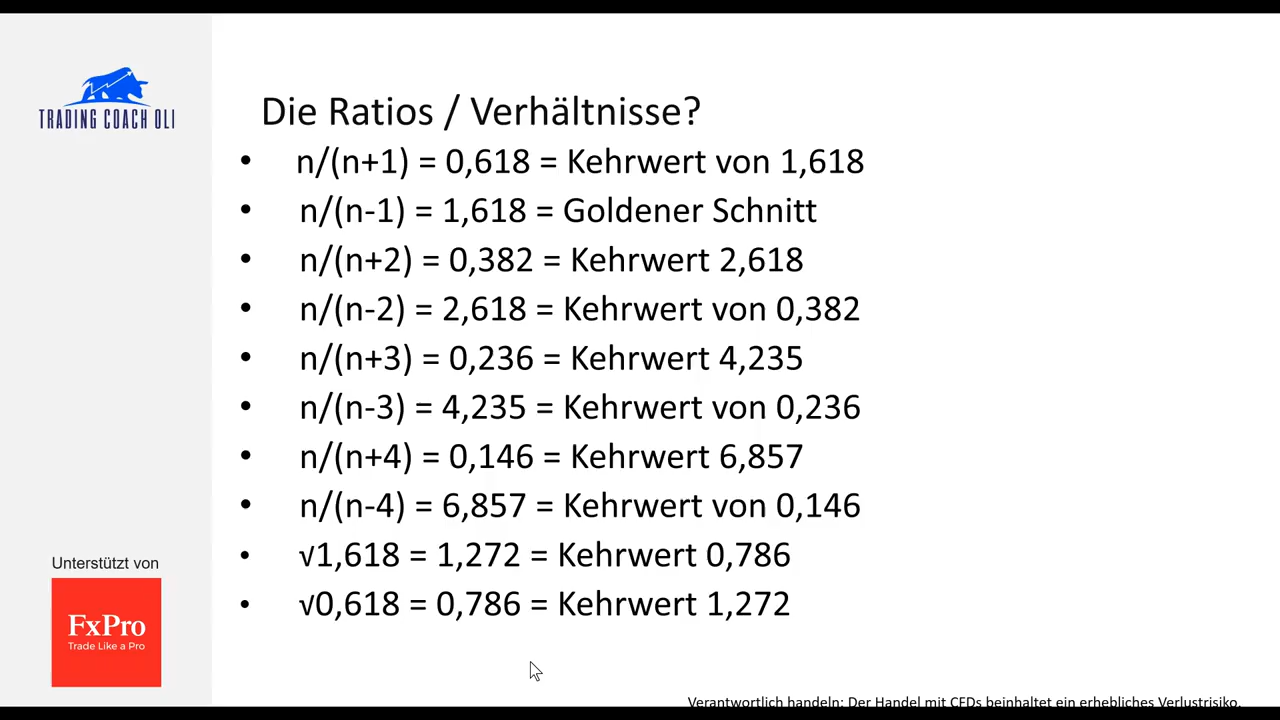 TRADING COACH OLI
Die Ratios / Verhältnisse?
• n/(n+1) = 0,618 = Kehrwert von 1,618
• n/(n-1) = 1,618 = Goldener Schnitt
• n/(n+2) = 0,382 = Kehrwert 2,618
• n/(n-2) = 2,618 = Kehrwert von 0,382
• n/(n+3) = 0,236 = Kehrwert 4,235
• n/(n-3) = 4,235 = Kehrwert von 0,236
• n/(n+4) = 0,146 = Kehrwert 6,857
• n/(n-4) = 6,857 = Kehrwert von 0,146
• √1,618 = 1,272 = Kehrwert 0,786
• √0,618 = 0,786 = Kehrwert 1,272
Unterstützt von
FxPro
Trade Like a Pro
Verantwortlich handeln: Der Handel mit CFDs beinhaltet ein erhebliches Verlustrisiko.